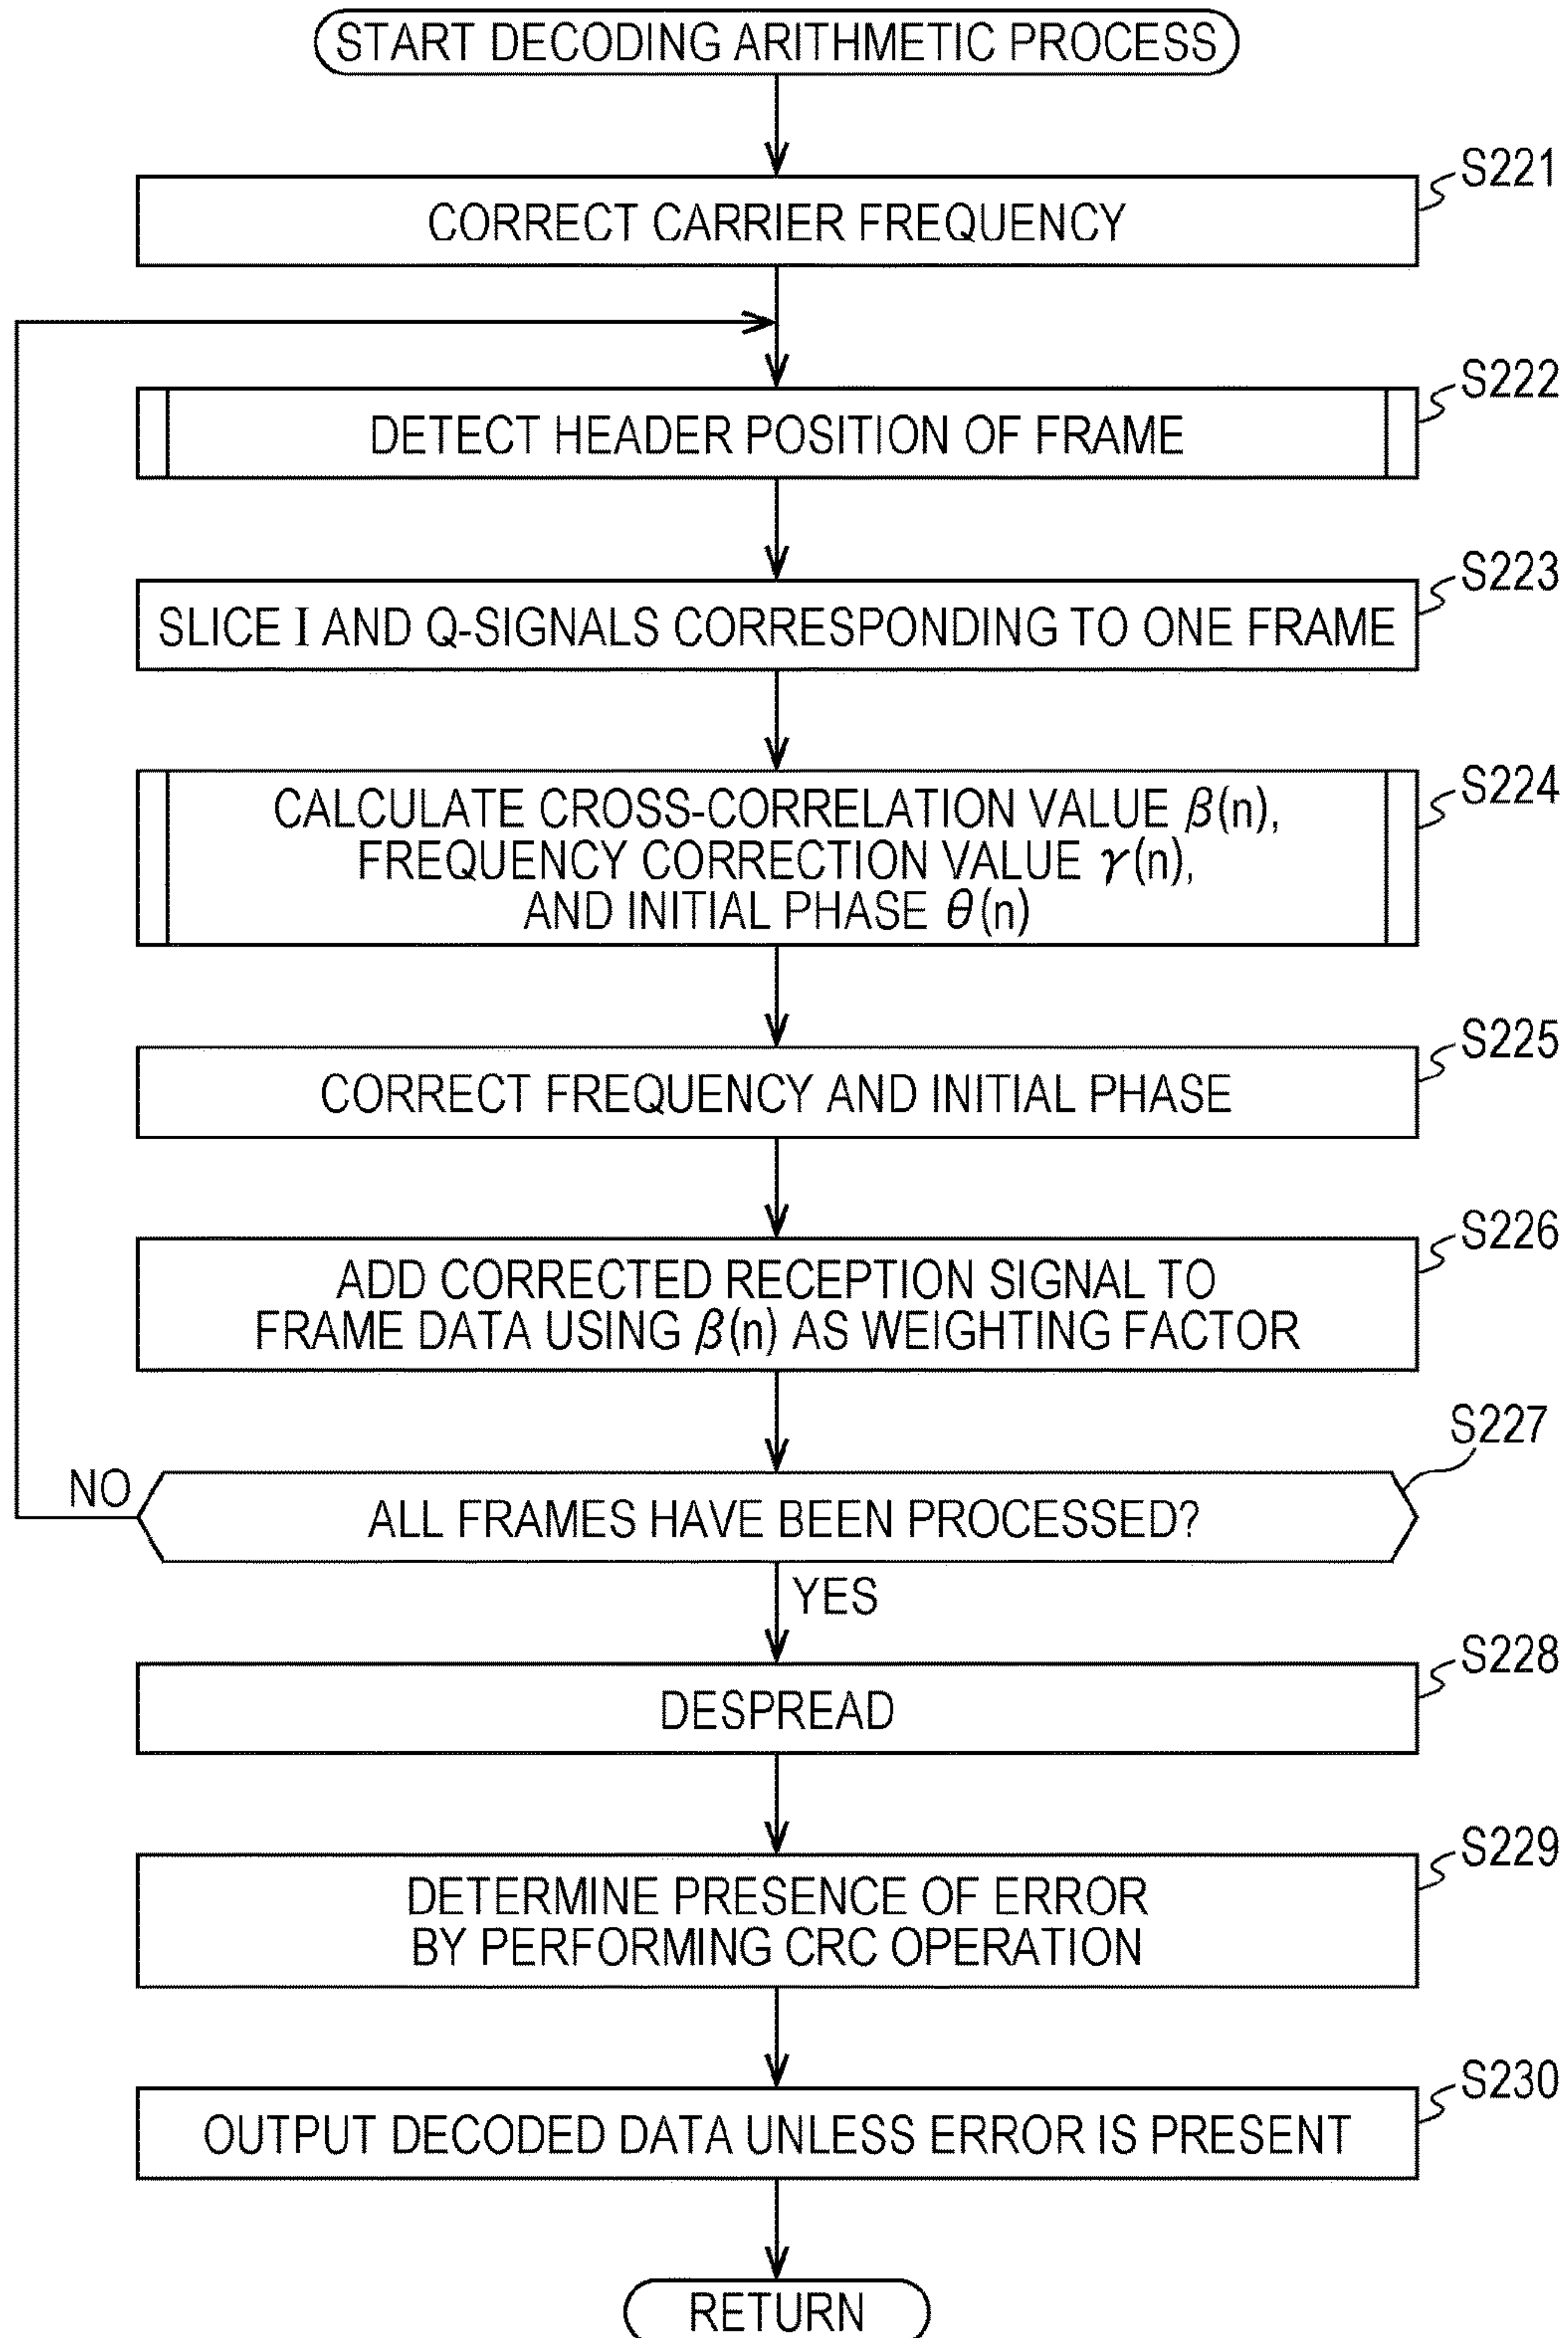 START DECODING ARITHMETIC PROCESS
S221
CORRECT CARRIER FREQUENCY
S222
DETECT HEADER POSITION OF FRAME
S223
SLICE I AND Q-SIGNALS CORRESPONDING TO ONE FRAME
S224
CALCULATE CROSS-CORRELATION VALUE β(n),
FREQUENCY CORRECTION VALUE γ(n),
AND INITIAL PHASE θ(n)
S225
CORRECT FREQUENCY AND INITIAL PHASE
S226
ADD CORRECTED RECEPTION SIGNAL TO
FRAME DATA USING β(n) AS WEIGHTING FACTOR
S227
NO
ALL FRAMES HAVE BEEN PROCESSED?
YES
S228
DESPREAD
S229
DETERMINE PRESENCE OF ERROR
BY PERFORMING CRC OPERATION
S230
OUTPUT DECODED DATA UNLESS ERROR IS PRESENT
RETURN